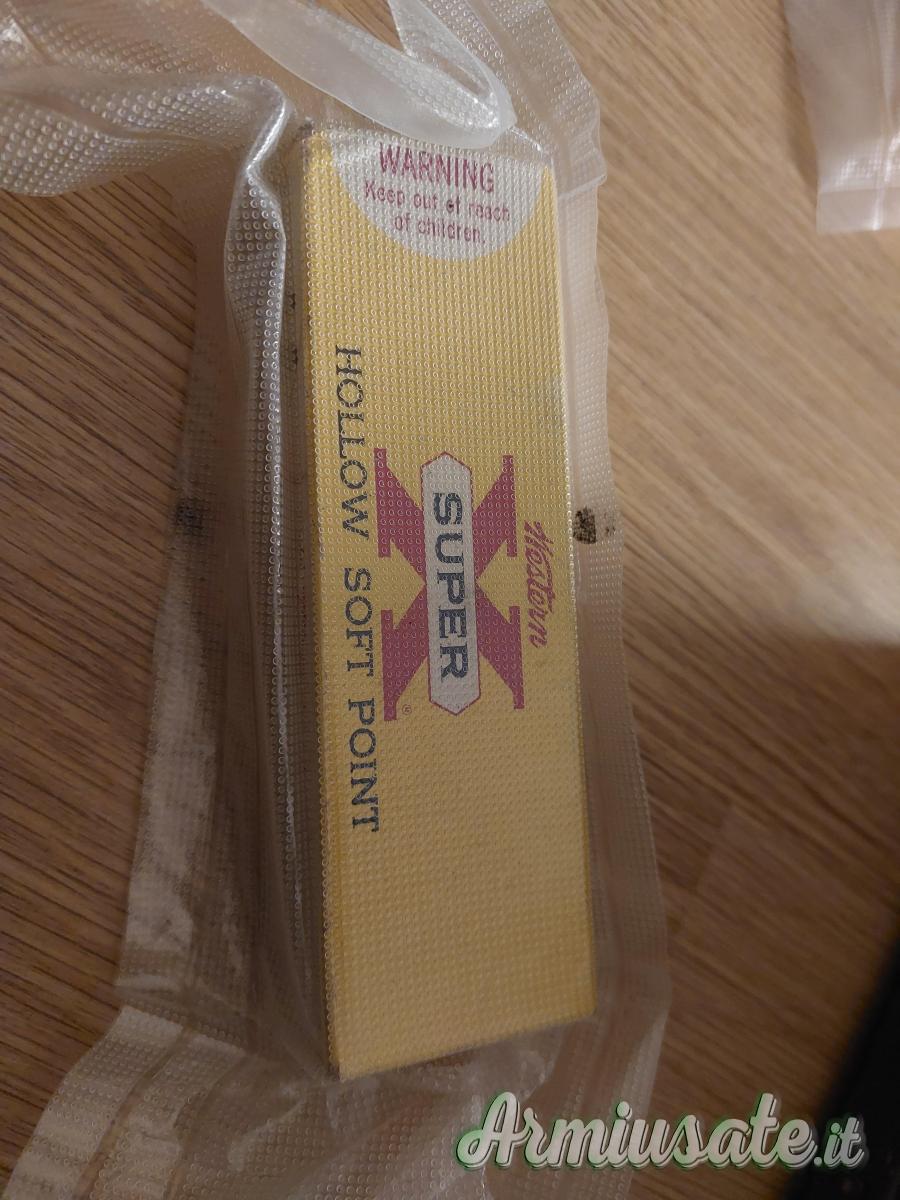 WARNING
Keep out of reach
of children.
Western
SUPER
X
®
HOLLOW SOFT POINT
Armiusate.it